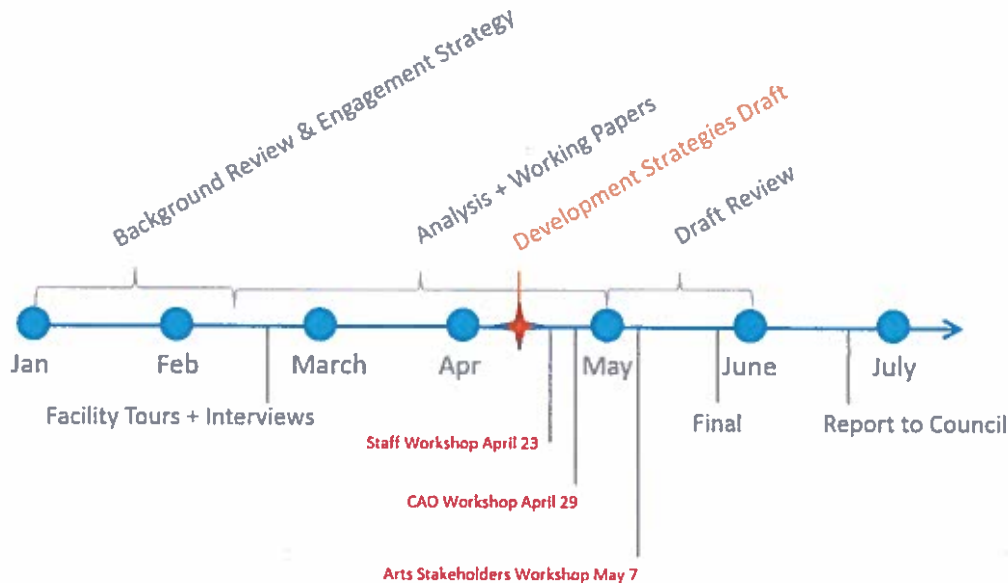 Background Review & Engagement Strategy
Analysis + Working Papers
Development Strategies Draft
Draft Review
Jan
Feb
March
Apr
May
June
July
Facility Tours + Interviews
Final
Report to Council
Staff Workshop April 23
CAO Workshop April 29
Arts Stakeholders Workshop May 7